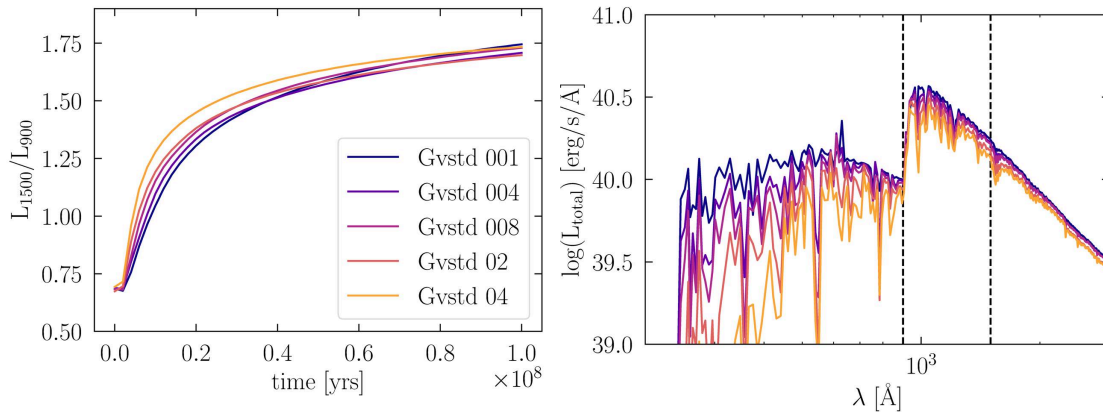 L1500/L900
1.75
1.50
1.25
1.00
0.75
0.50
Gvstd 001
Gvstd 004
Gvstd 008
Gvstd 02
Gvstd 04
0.0 0.2 0.4 0.6 0.8 1.0
×10^8
time [yrs]
log(L_total) [erg/s/A]
41.0
40.5
40.0
39.5
39.0
10^3
λ [Å]